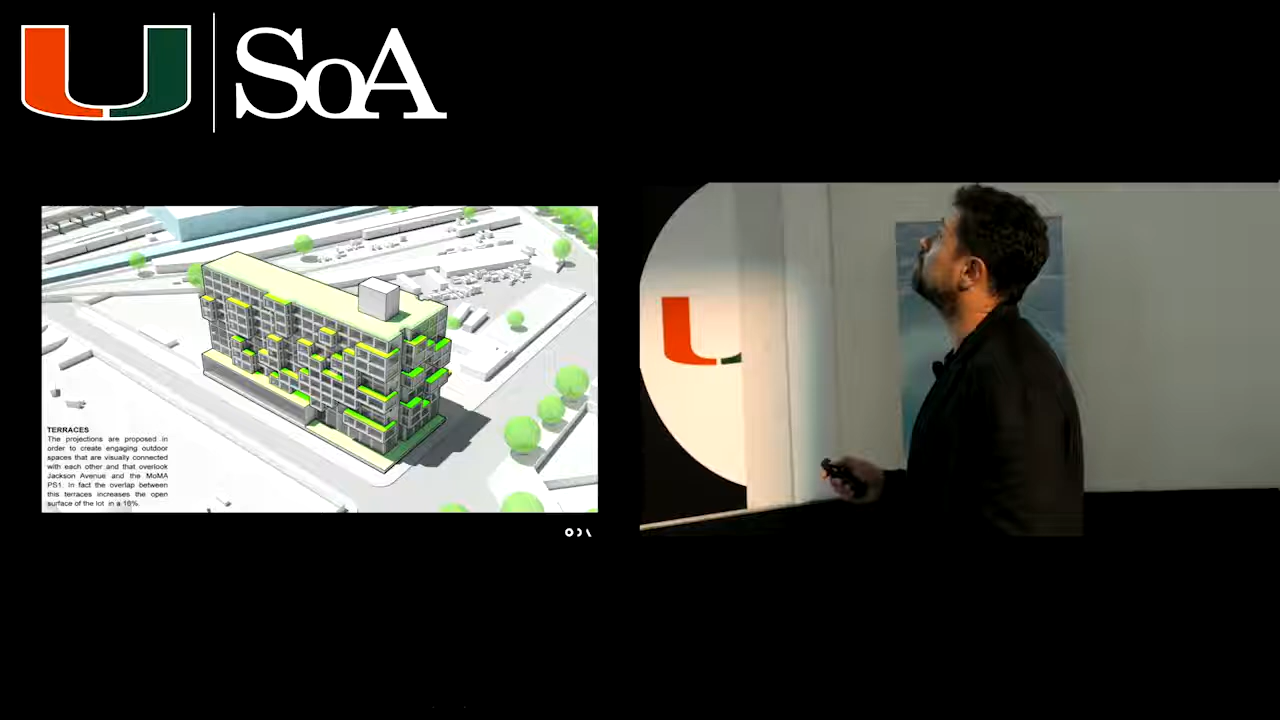 U SoA
TERRACES
The projections are proposed in
order to create engaging outdoor
spaces that are visually connected
with each other and that overlook
Jackson Avenue and the MoMA
PS1. In fact the overlap between
this terraces increases the open
surface of the lot in a 16%.
ODA
U